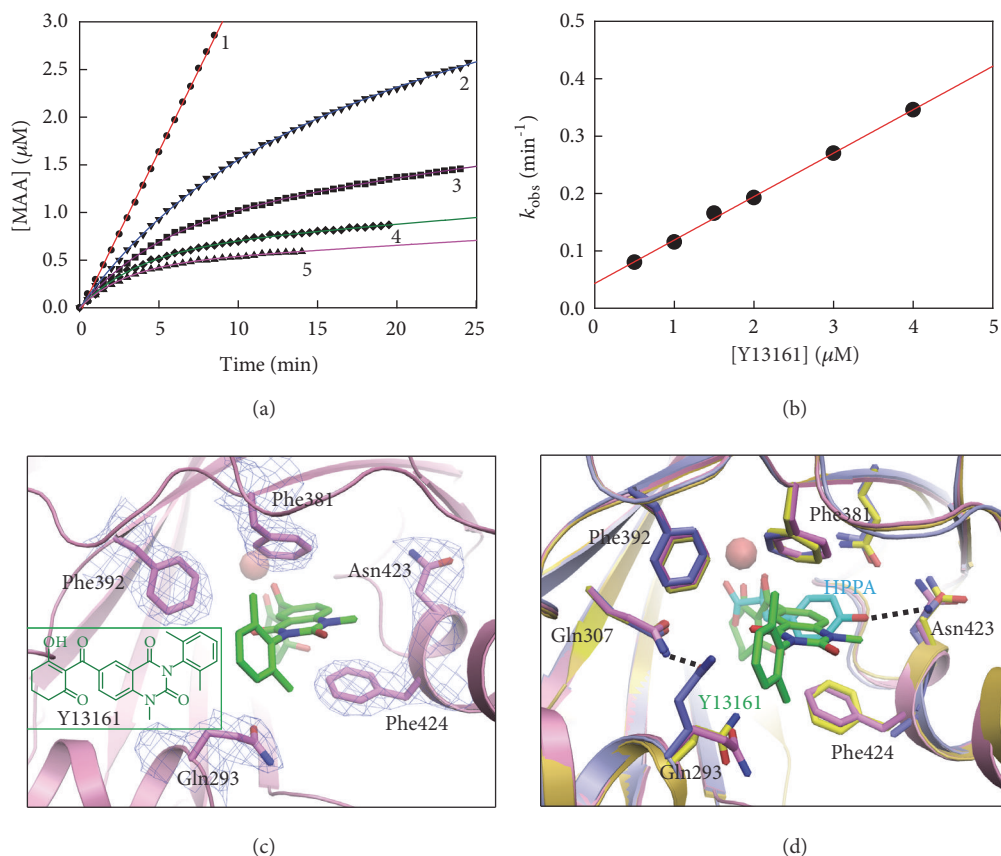 (a)
3.0
2.5
2.0
1.5
1.0
0.5
0.0
[MAA] (μM)
1
2
3
4
5
0 5 10 15 20 25
Time (min)
(b)
0.5
0.4
0.3
0.2
0.1
0.0
k_obs (min⁻¹)
0 1 2 3 4 5
[Y13161] (μM)
(a)
(b)
Phe381
Phe392
Asn423
OH O O
N
O N O
Y13161
Phe424
Gln293
(c)
Phe381
Phe392
HPPA
Gln307
Asn423
Y13161
Phe424
Gln293
(d)